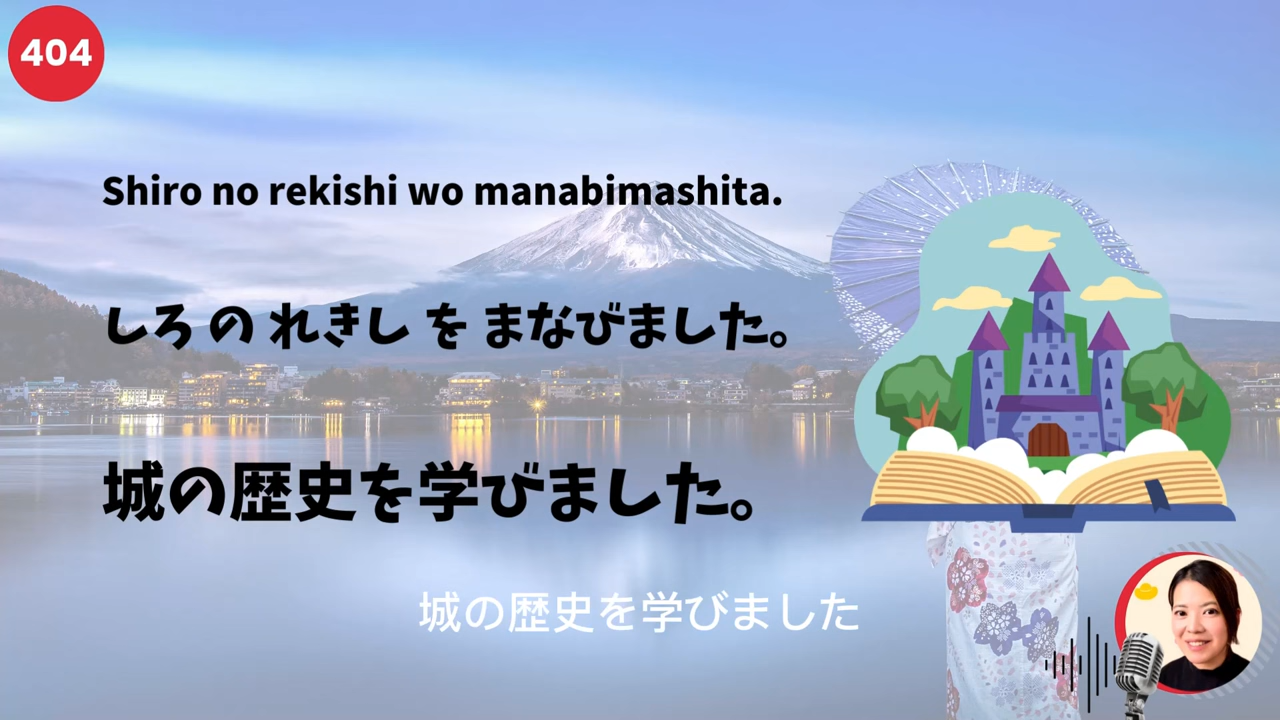 404
Shiro no rekishi wo manabimashita.
しろ の れきし を まなびました。
城の歴史を学びました。
城の歴史を学びました